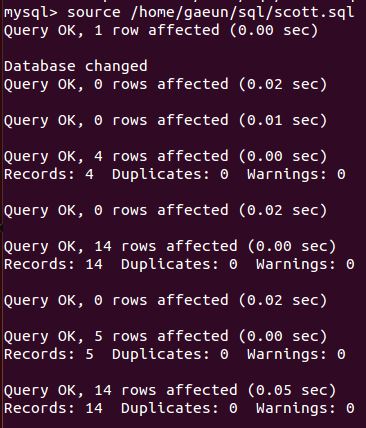 mysql> source /home/gaeun/sql/scott.sql
Query OK, 1 row affected (0.00 sec)
Database changed
Query OK, 0 rows affected (0.02 sec)
Query OK, 0 rows affected (0.01 sec)
Query OK, 4 rows affected (0.00 sec)
Records: 4  Duplicates: 0  Warnings: 0
Query OK, 0 rows affected (0.02 sec)
Query OK, 14 rows affected (0.00 sec)
Records: 14  Duplicates: 0  Warnings: 0
Query OK, 0 rows affected (0.02 sec)
Query OK, 5 rows affected (0.00 sec)
Records: 5  Duplicates: 0  Warnings: 0
Query OK, 14 rows affected (0.05 sec)
Records: 14  Duplicates: 0  Warnings: 0